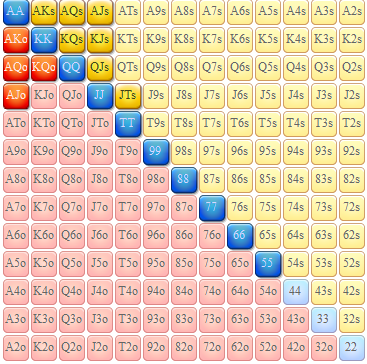 AA AKs AQs AJs ATs A9s A8s A7s A6s A5s A4s A3s A2s
AKo KK KQs KJs KTs K9s K8s K7s K6s K5s K4s K3s K2s
AQo KQo QQ QJs QTs Q9s Q8s Q7s Q6s Q5s Q4s Q3s Q2s
AJo KJo QJo JJ JTs J9s J8s J7s J6s J5s J4s J3s J2s
ATo KTo QTo JTo TT T9s T8s T7s T6s T5s T4s T3s T2s
A9o K9o Q9o J9o T9o 99 98s 97s 96s 95s 94s 93s 92s
A8o K8o Q8o J8o T8o 98o 88 87s 86s 85s 84s 83s 82s
A7o K7o Q7o J7o T7o 97o 87o 77 76s 75s 74s 73s 72s
A6o K6o Q6o J6o T6o 96o 86o 76o 66 65s 64s 63s 62s
A5o K5o Q5o J5o T5o 95o 85o 75o 65o 55 54s 53s 52s
A4o K4o Q4o J4o T4o 94o 84o 74o 64o 54o 44 43s 42s
A3o K3o Q3o J3o T3o 93o 83o 73o 63o 53o 43o 33 32s
A2o K2o Q2o J2o T2o 92o 82o 72o 62o 52o 42o 32o 22